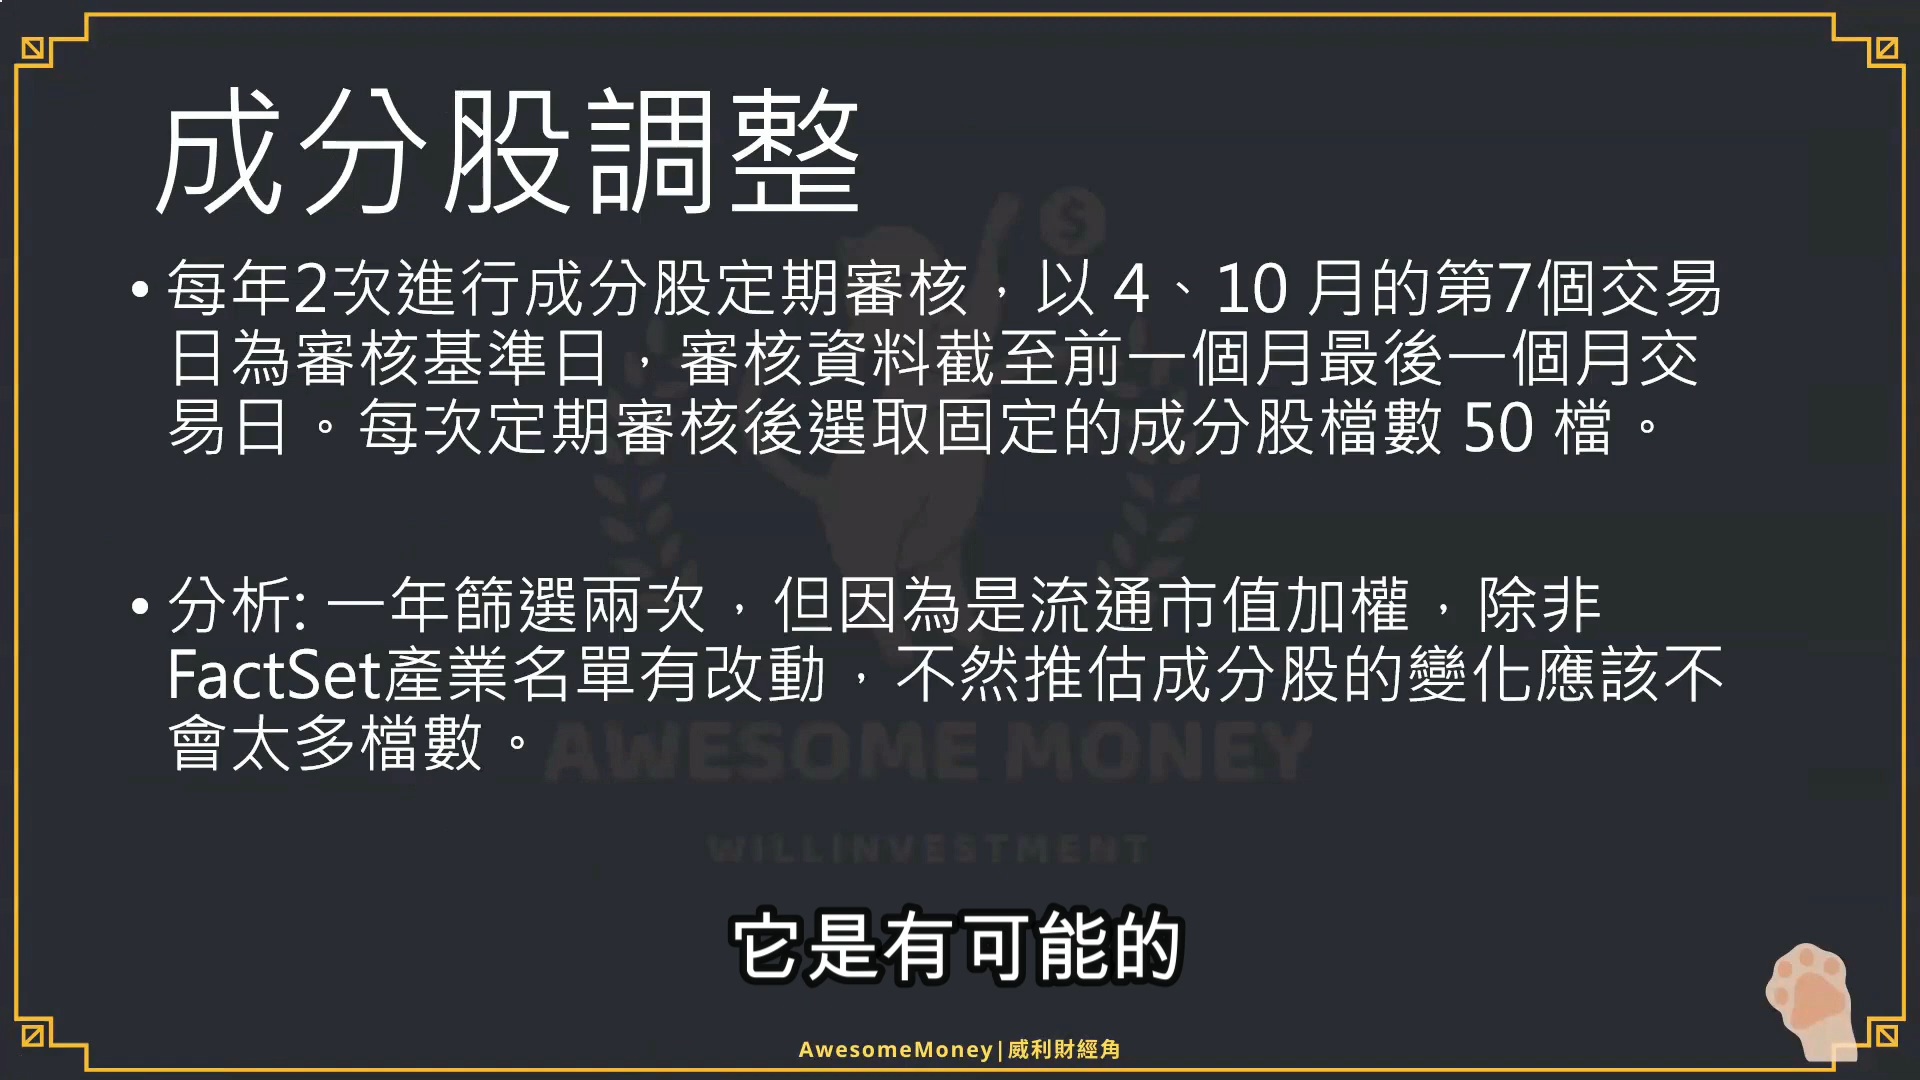 成分股調整
• 每年2次進行成分股定期審核，以 4、10 月的第7個交易
日為審核基準日，審核資料截至前一個月最後一個月交
易日。每次定期審核後選取固定的成分股檔數 50 檔。
• 分析: 一年篩選兩次，但因為是流通市值加權，除非
FactSet產業名單有改動，不然推估成分股的變化應該不
會太多檔數。
AWESOME MONEY
WILLINVESTMENT
它是有可能的
AwesomeMoney|威利財經角